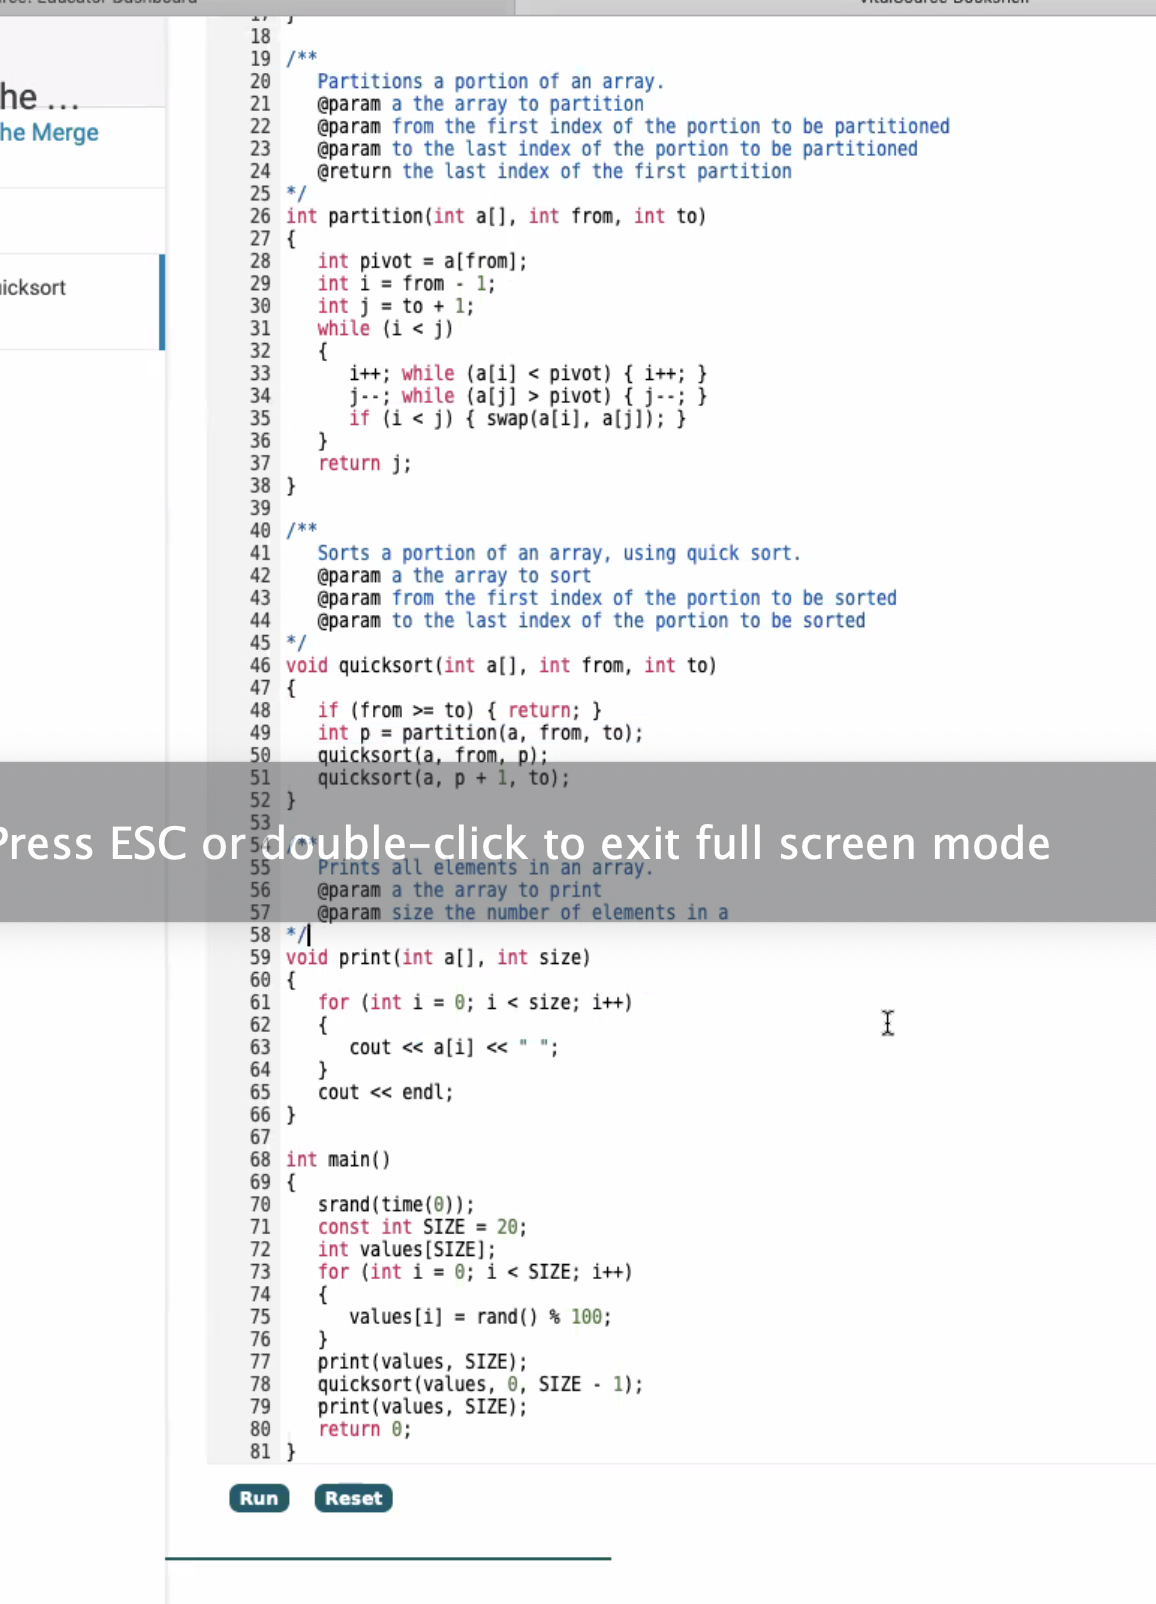 he ...
he Merge
icksort
18
19 /**
20 Partitions a portion of an array.
21 @param a the array to partition
22 @param from the first index of the portion to be partitioned
23 @param to the last index of the portion to be partitioned
24 @return the last index of the first partition
25 */
26 int partition(int a[], int from, int to)
27 {
28 int pivot = a[from];
29 int i = from - 1;
30 int j = to + 1;
31 while (i < j)
32 {
33 i++; while (a[i] < pivot) { i++; }
34 j--; while (a[j] > pivot) { j--; }
35 if (i < j) { swap(a[i], a[j]); }
36 }
37 return j;
38 }
39
40 /**
41 Sorts a portion of an array, using quick sort.
42 @param a the array to sort
43 @param from the first index of the portion to be sorted
44 @param to the last index of the portion to be sorted
45 */
46 void quicksort(int a[], int from, int to)
47 {
48 if (from >= to) { return; }
49 int p = partition(a, from, to);
50 quicksort(a, from, p);
51 quicksort(a, p + 1, to);
52 }
53
Press ESC or double-click to exit full screen mode
54 /**
55 Prints all elements in an array.
56 @param a the array to print
57 @param size the number of elements in a
58 */
59 void print(int a[], int size)
60 {
61 for (int i = 0; i < size; i++)
62 {
63 cout << a[i] << " ";
64 }
65 cout << endl;
66 }
67
68 int main()
69 {
70 srand(time(0));
71 const int SIZE = 20;
72 int values[SIZE];
73 for (int i = 0; i < SIZE; i++)
74 {
75 values[i] = rand() % 100;
76 }
77 print(values, SIZE);
78 quicksort(values, 0, SIZE - 1);
79 print(values, SIZE);
80 return 0;
81 }
Run Reset